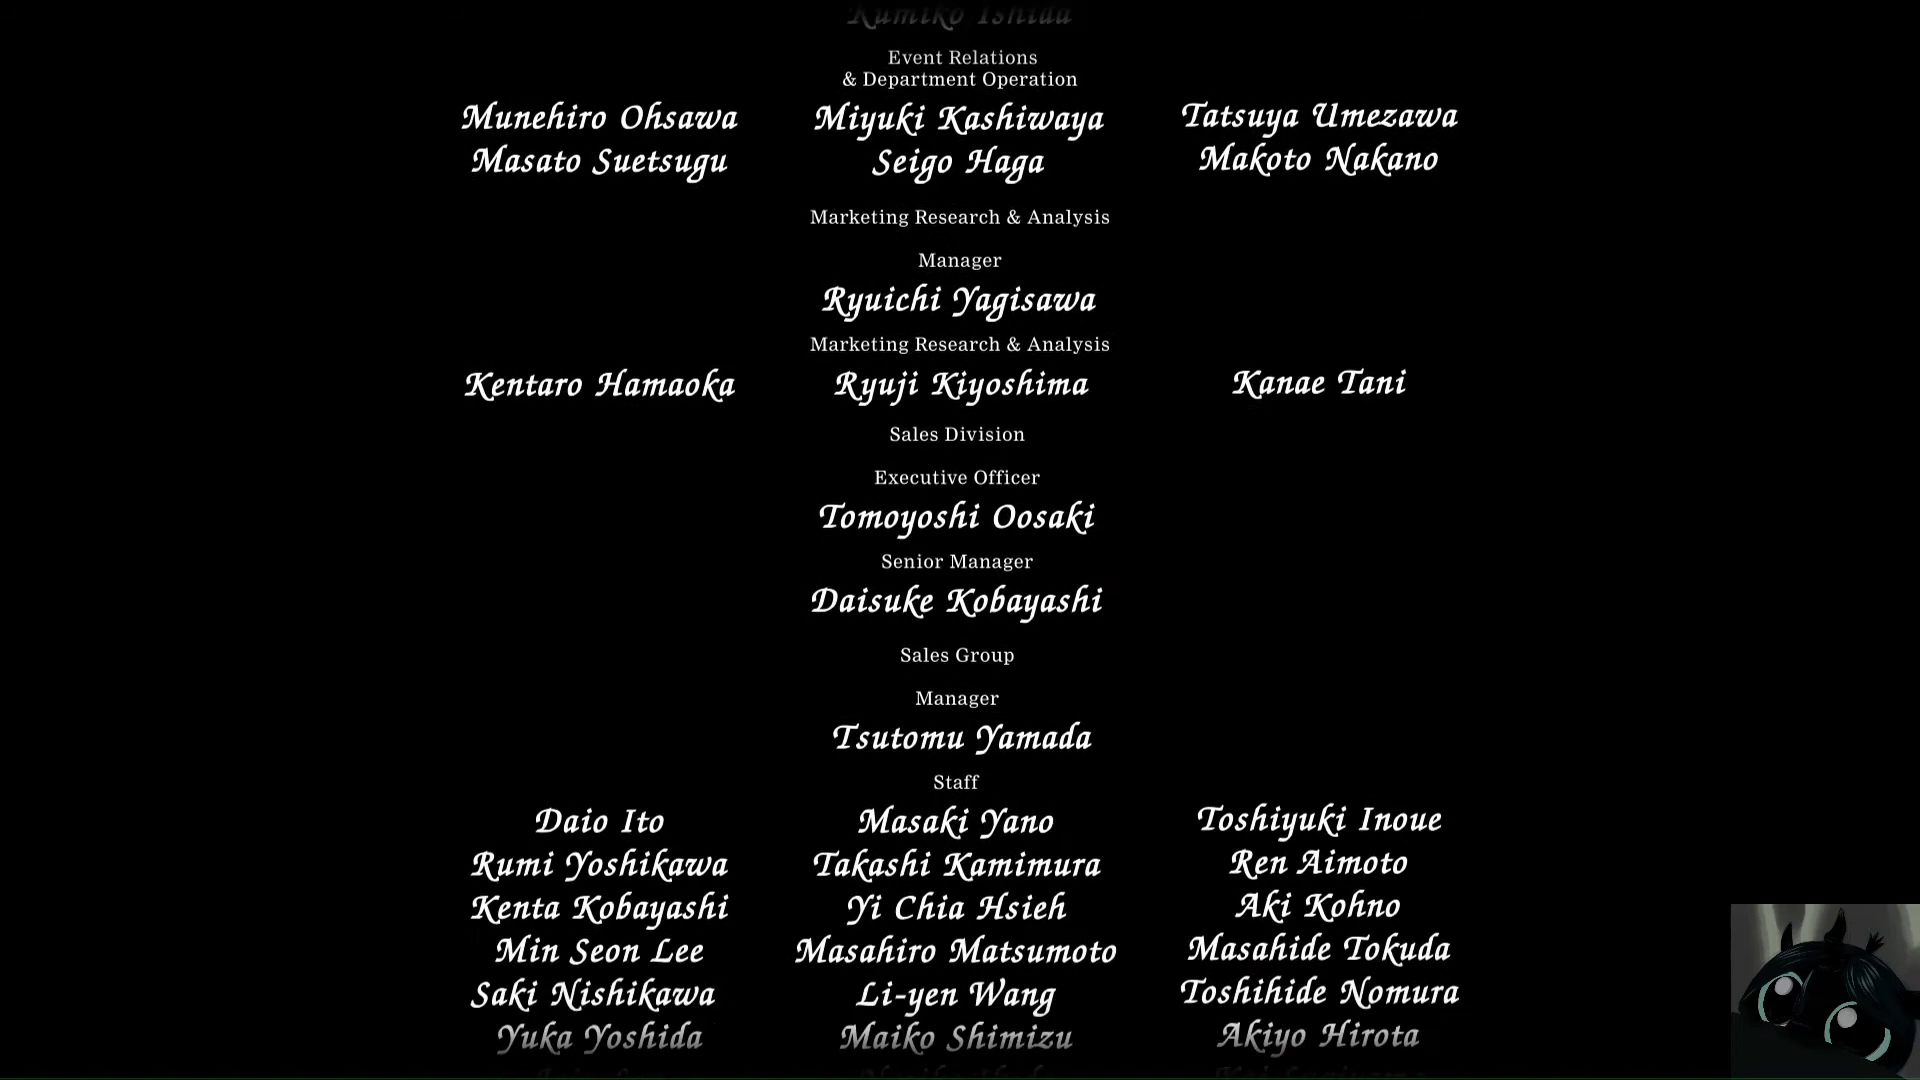 Kumiko Ishida
Event Relations
& Department Operation
Munehiro Ohsawa Miyuki Kashiwaya Tatsuya Umezawa
Masato Suetsugu Seigo Haga Makoto Nakano
Marketing Research & Analysis
Manager
Ryuichi Yagisawa
Marketing Research & Analysis
Kentaro Hamaoka Ryuji Kiyoshima Kanae Tani
Sales Division
Executive Officer
Tomoyoshi Oosaki
Senior Manager
Daisuke Kobayashi
Sales Group
Manager
Tsutomu Yamada
Staff
Daio Ito Masaki Yano Toshiyuki Inoue
Rumi Yoshikawa Takashi Kamimura Ren Aimoto
Kenta Kobayashi Yi Chia Hsieh Aki Kohno
Min Seon Lee Masahiro Matsumoto Masahide Tokuda
Saki Nishikawa Li-yen Wang Toshihide Nomura
Yuka Yoshida Maiko Shimizu Akiyo Hirota